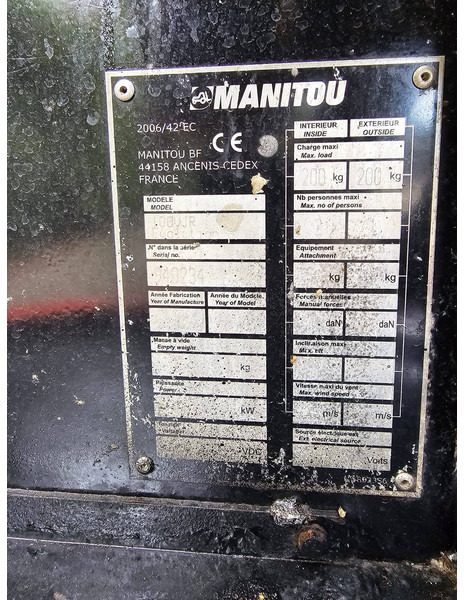 MANITOU
2006/42 EC
CE
MANITOU BF
44158 ANCENIS CEDEX
FRANCE
MODELE
MODEL
N° dans la série
Serial no.
Année Fabrication
Year of Manufacture
Année du Modèle
Year of Model
Masse à vide
Empty weight
kg
Puissance
Power
kW
VDC
INTERIEUR
INSIDE
EXTERIEUR
OUTSIDE
Charge maxi
Max. load
200 kg
200 kg
Nb personnes maxi
Max. no of persons
Equipement
Attachment
kg
kg
Forces manuelles
Manual forces
daN
daN
Inclinaison maxi
Max. tilt
Vitesse maxi du vent
Max. wind speed
m/s
m/s
Source électrique ext
Ext. electrical source
Volts